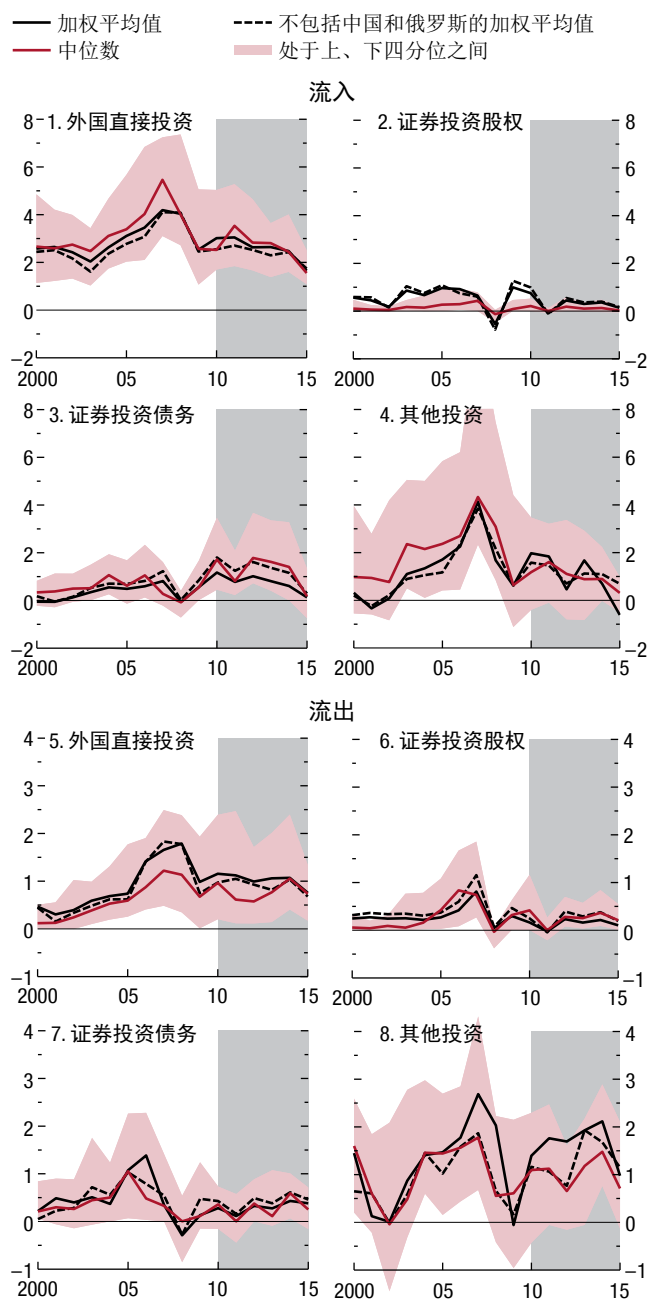 加权平均值 不包括中国和俄罗斯的加权平均值
中位数 处于上、下四分位之间
流入
1. 外国直接投资 2. 证券投资股权
8 6 4 2 0 –2
8 6 4 2 0 –2
2000 05 10 15 2000 05 10 15
3. 证券投资债务 4. 其他投资
8 6 4 2 0 –2
8 6 4 2 0 –2
2000 05 10 15 2000 05 10 15
流出
5. 外国直接投资 6. 证券投资股权
4 3 2 1 0 –1
4 3 2 1 0 –1
2000 05 10 15 2000 05 10 15
7. 证券投资债务 8. 其他投资
4 3 2 1 0 –1
4 3 2 1 0 –1
2000 05 10 15 2000 05 10 15